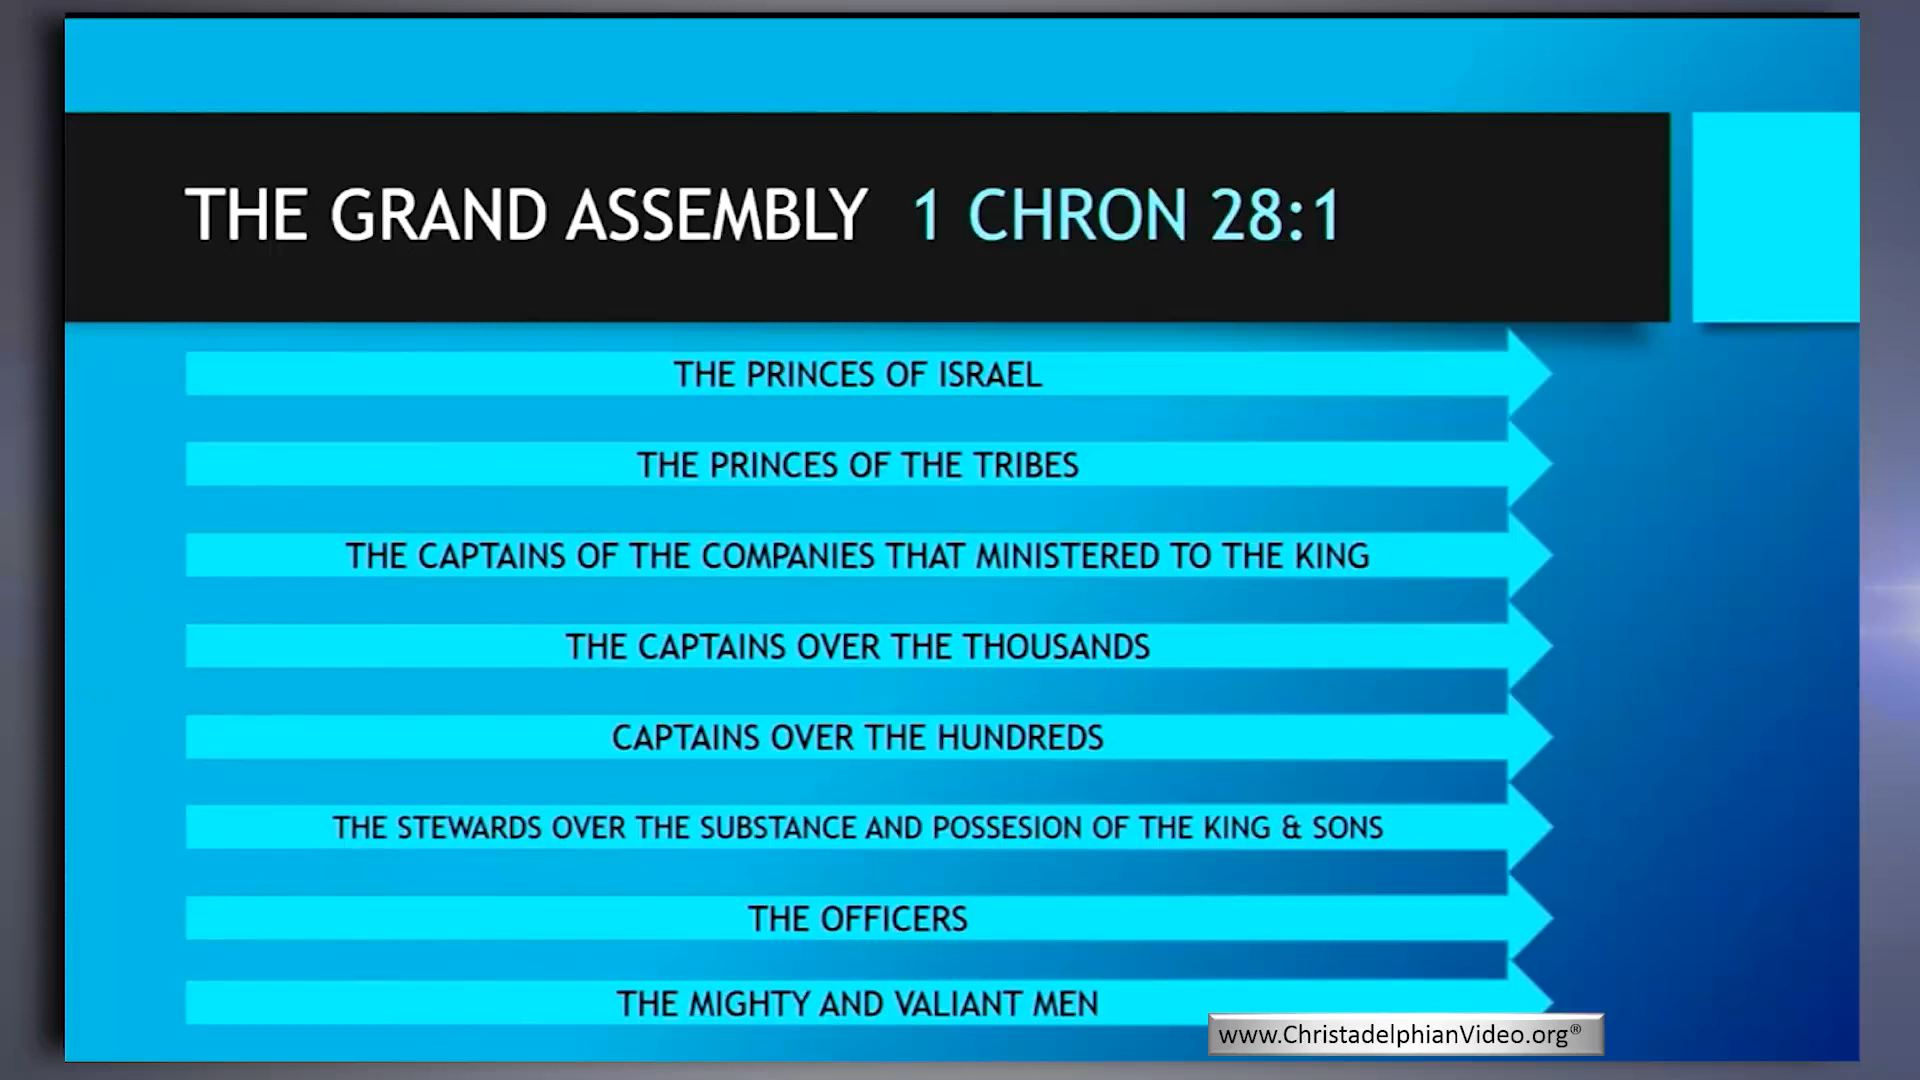 THE GRAND ASSEMBLY 1 CHRON 28:1
THE PRINCES OF ISRAEL
THE PRINCES OF THE TRIBES
THE CAPTAINS OF THE COMPANIES THAT MINISTERED TO THE KING
THE CAPTAINS OVER THE THOUSANDS
CAPTAINS OVER THE HUNDREDS
THE STEWARDS OVER THE SUBSTANCE AND POSSESION OF THE KING & SONS
THE OFFICERS
THE MIGHTY AND VALIANT MEN
www.ChristadelphianVideo.org®